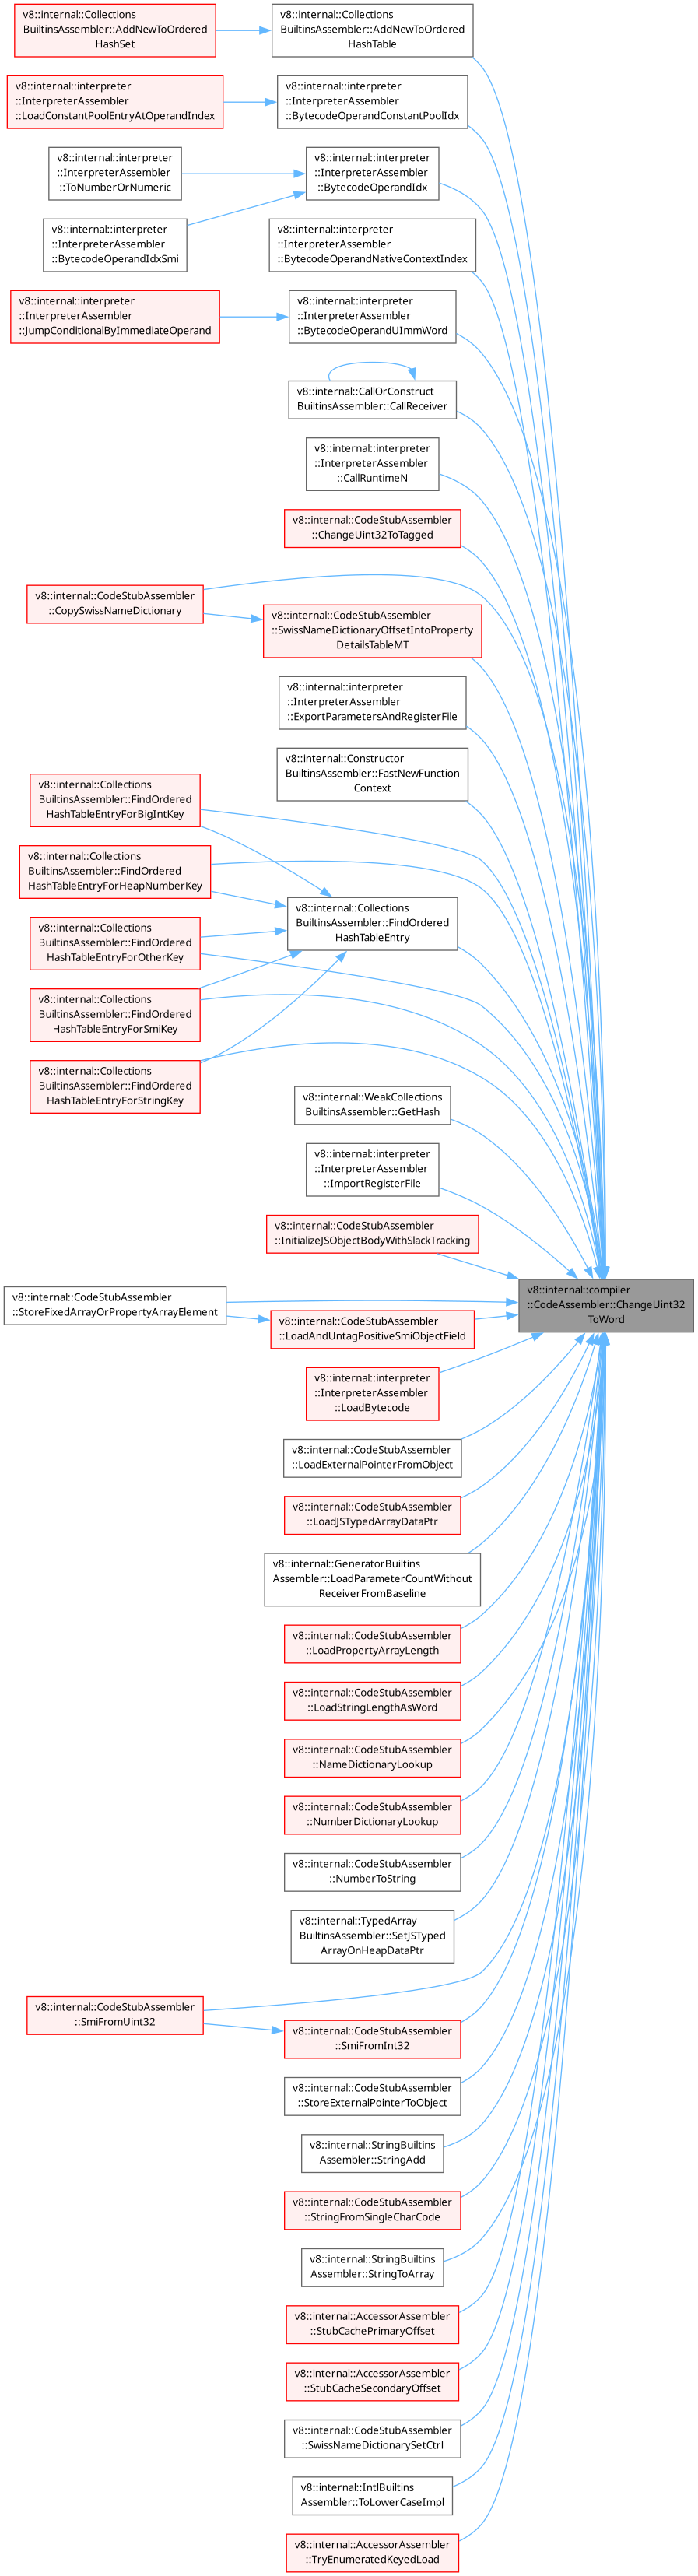 v8::internal::Collections
BuiltinsAssembler::AddNewToOrdered
HashSet
v8::internal::Collections
BuiltinsAssembler::AddNewToOrdered
HashTable
v8::internal::interpreter
::InterpreterAssembler
::LoadConstantPoolEntryAtOperandIndex
v8::internal::interpreter
::InterpreterAssembler
::BytecodeOperandConstantPoolIdx
v8::internal::interpreter
::InterpreterAssembler
::ToNumberOrNumeric
v8::internal::interpreter
::InterpreterAssembler
::BytecodeOperandIdx
v8::internal::interpreter
::InterpreterAssembler
::BytecodeOperandIdxSmi
v8::internal::interpreter
::InterpreterAssembler
::BytecodeOperandNativeContextIndex
v8::internal::interpreter
::InterpreterAssembler
::JumpConditionalByImmediateOperand
v8::internal::interpreter
::InterpreterAssembler
::BytecodeOperandUImmWord
v8::internal::CallOrConstruct
BuiltinsAssembler::CallReceiver
v8::internal::interpreter
::InterpreterAssembler
::CallRuntimeN
v8::internal::CodeStubAssembler
::ChangeUint32ToTagged
v8::internal::CodeStubAssembler
::CopySwissNameDictionary
v8::internal::CodeStubAssembler
::SwissNameDictionaryOffsetIntoProperty
DetailsTableMT
v8::internal::interpreter
::InterpreterAssembler
::ExportParametersAndRegisterFile
v8::internal::Constructor
BuiltinsAssembler::FastNewFunction
Context
v8::internal::Collections
BuiltinsAssembler::FindOrdered
HashTableEntryForBigIntKey
v8::internal::Collections
BuiltinsAssembler::FindOrdered
HashTableEntryForHeapNumberKey
v8::internal::Collections
BuiltinsAssembler::FindOrdered
HashTableEntry
v8::internal::Collections
BuiltinsAssembler::FindOrdered
HashTableEntryForOtherKey
v8::internal::Collections
BuiltinsAssembler::FindOrdered
HashTableEntryForSmiKey
v8::internal::Collections
BuiltinsAssembler::FindOrdered
HashTableEntryForStringKey
v8::internal::WeakCollections
BuiltinsAssembler::GetHash
v8::internal::interpreter
::InterpreterAssembler
::ImportRegisterFile
v8::internal::CodeStubAssembler
::InitializeJSObjectBodyWithSlackTracking
v8::internal::compiler
::CodeAssembler::ChangeUint32
ToWord
v8::internal::CodeStubAssembler
::StoreFixedArrayOrPropertyArrayElement
v8::internal::CodeStubAssembler
::LoadAndUntagPositiveSmiObjectField
v8::internal::interpreter
::InterpreterAssembler
::LoadBytecode
v8::internal::CodeStubAssembler
::LoadExternalPointerFromObject
v8::internal::CodeStubAssembler
::LoadJSTypedArrayDataPtr
v8::internal::GeneratorBuiltins
Assembler::LoadParameterCountWithout
ReceiverFromBaseline
v8::internal::CodeStubAssembler
::LoadPropertyArrayLength
v8::internal::CodeStubAssembler
::LoadStringLengthAsWord
v8::internal::CodeStubAssembler
::NameDictionaryLookup
v8::internal::CodeStubAssembler
::NumberDictionaryLookup
v8::internal::CodeStubAssembler
::NumberToString
v8::internal::TypedArray
BuiltinsAssembler::SetJSTyped
ArrayOnHeapDataPtr
v8::internal::CodeStubAssembler
::SmiFromUint32
v8::internal::CodeStubAssembler
::SmiFromInt32
v8::internal::CodeStubAssembler
::StoreExternalPointerToObject
v8::internal::StringBuiltins
Assembler::StringAdd
v8::internal::CodeStubAssembler
::StringFromSingleCharCode
v8::internal::StringBuiltins
Assembler::StringToArray
v8::internal::AccessorAssembler
::StubCachePrimaryOffset
v8::internal::AccessorAssembler
::StubCacheSecondaryOffset
v8::internal::CodeStubAssembler
::SwissNameDictionarySetCtrl
v8::internal::IntlBuiltins
Assembler::ToLowerCaseImpl
v8::internal::AccessorAssembler
::TryEnumeratedKeyedLoad